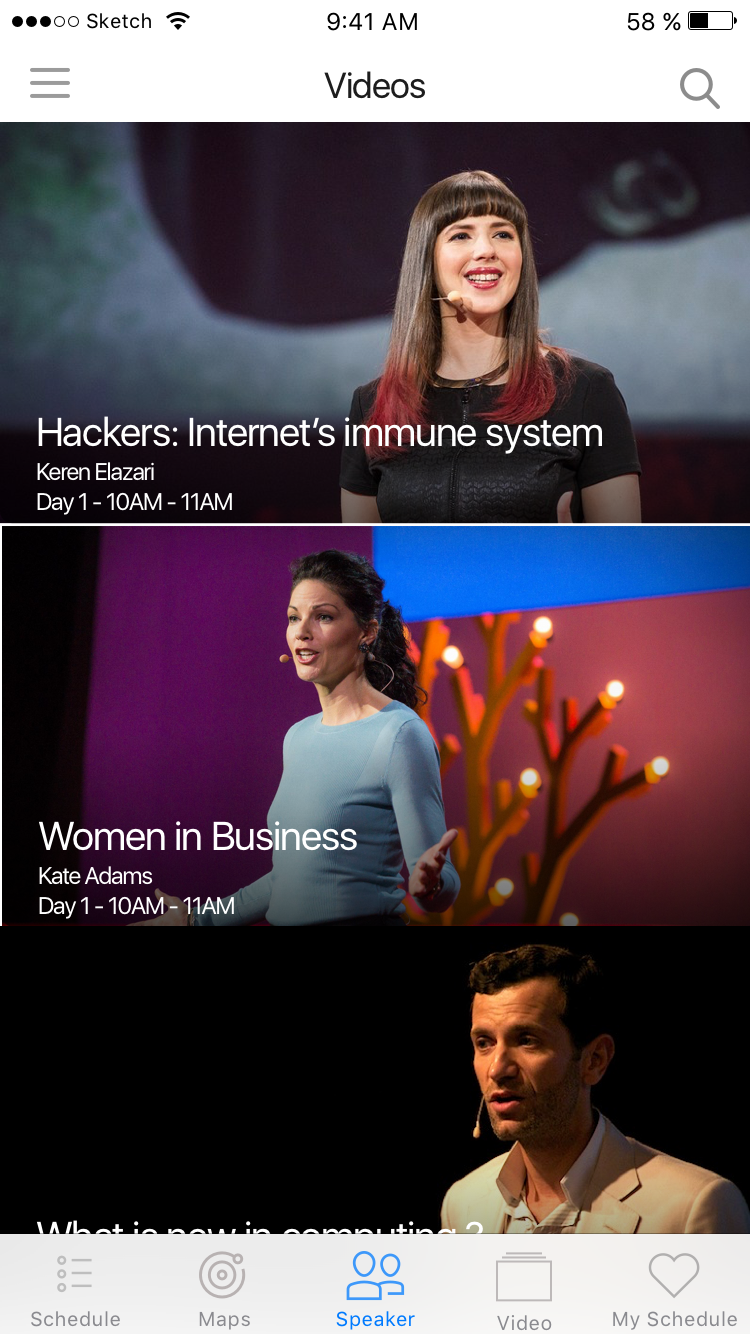 Sketch 9:41 AM 58 %
Videos
Hackers: Internet’s immune system
Keren Elazari
Day 1 - 10AM - 11AM
Women in Business
Kate Adams
Day 1 - 10AM - 11AM
What is new in computing ?
Schedule Maps Speaker Video My Schedule